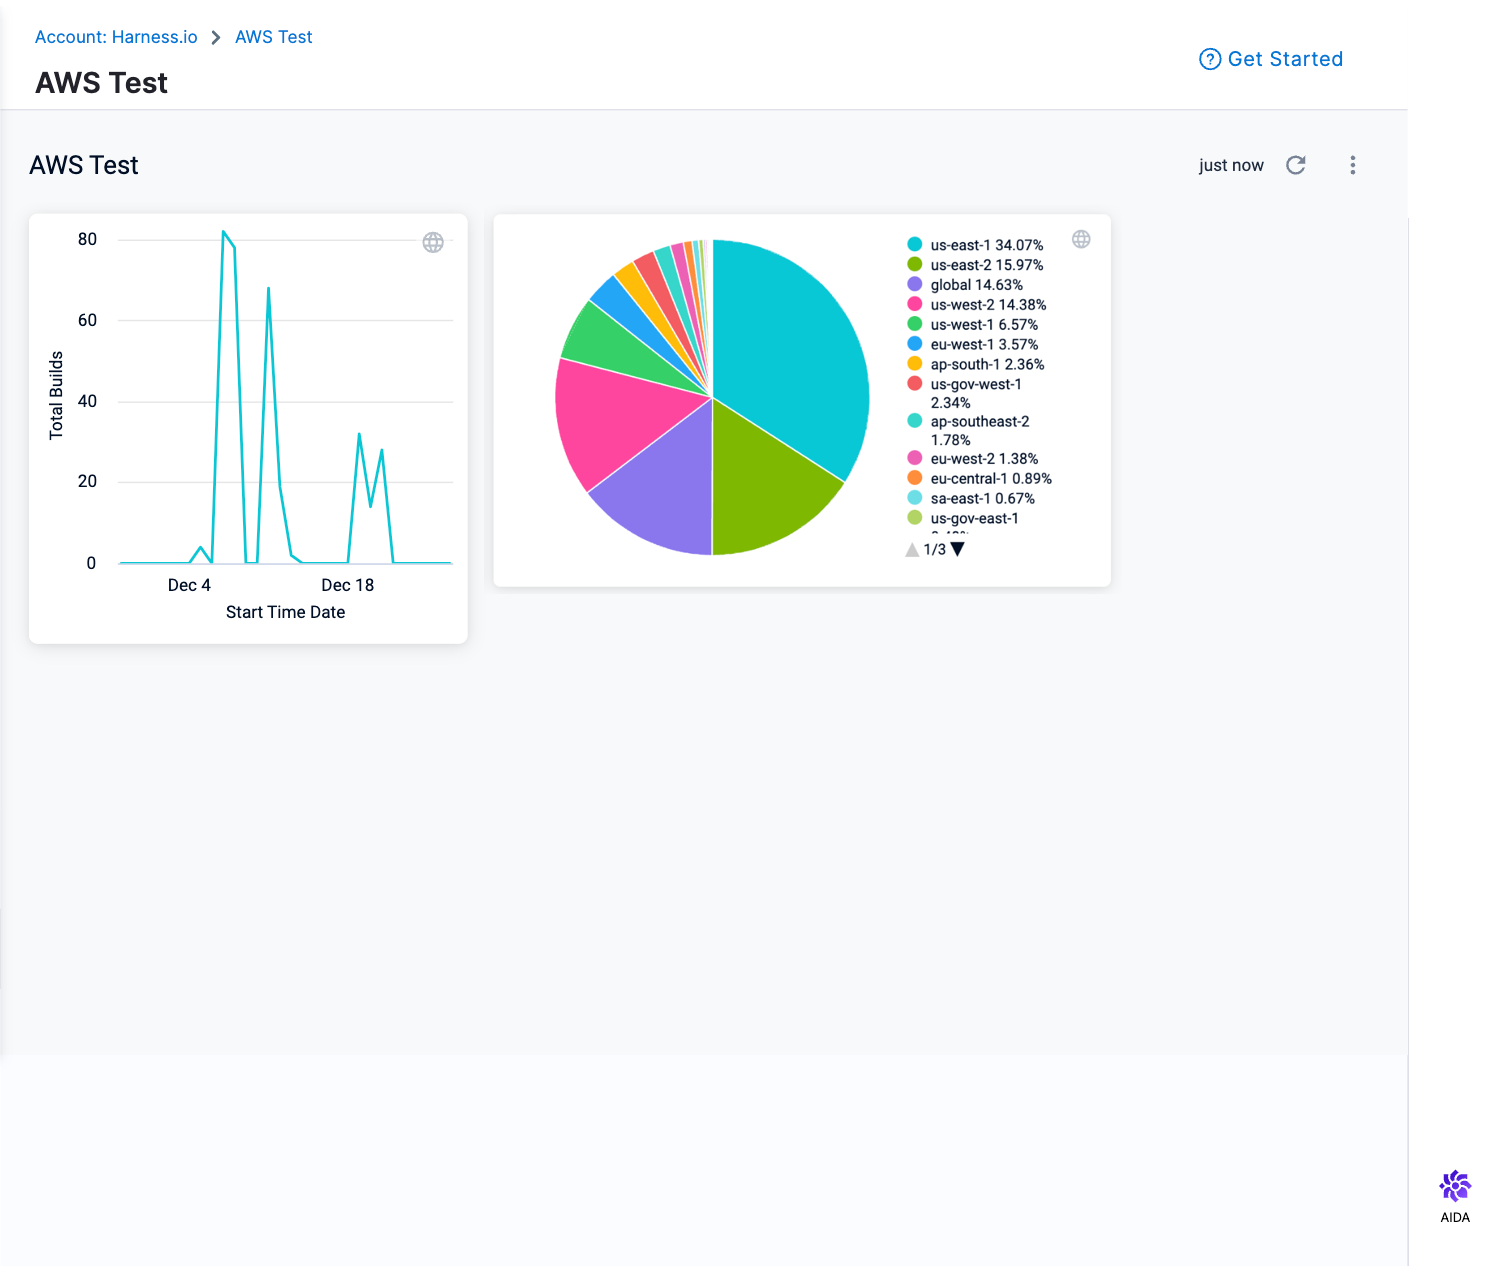 Account: Harness.io
AWS Test
AWS Test
? Get Started
AWS Test
just now
80
60
40
20
0
Total Builds
Dec 4
Dec 18
Start Time Date
us-east-1 34.07%
us-east-2 15.97%
global 14.63%
us-west-2 14.38%
us-west-1 6.57%
eu-west-1 3.57%
ap-south-1 2.36%
us-gov-west-1
2.34%
ap-southeast-2
1.78%
eu-west-2 1.38%
eu-central-1 0.89%
sa-east-1 0.67%
us-gov-east-1
1/3
AIDA